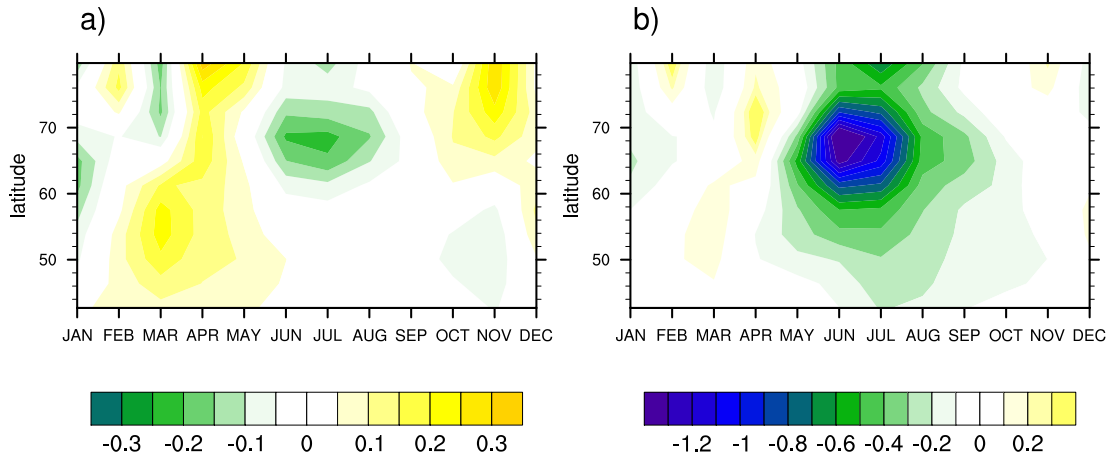 a)
latitude
70
60
50
JAN FEB MAR APR MAY JUN JUL AUG SEP OCT NOV DEC
-0.3 -0.2 -0.1 0 0.1 0.2 0.3
b)
latitude
70
60
50
JAN FEB MAR APR MAY JUN JUL AUG SEP OCT NOV DEC
-1.2 -1 -0.8 -0.6 -0.4 -0.2 0 0.2